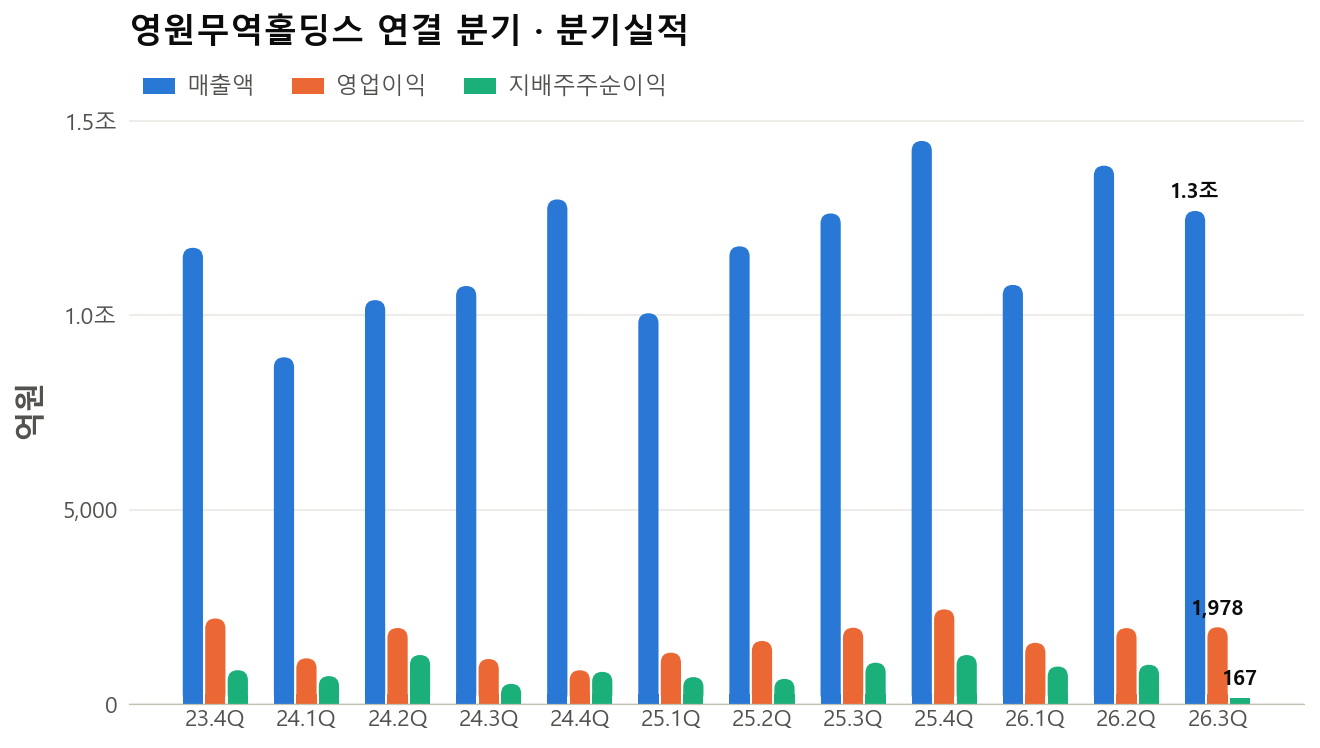 영원무역홀딩스 연결 분기 · 분기실적
매출액 영업이익 지배주주순이익
억원
1.5조
1.0조
5,000
0
1.3조
1,978
167
23.4Q 24.1Q 24.2Q 24.3Q 24.4Q 25.1Q 25.2Q 25.3Q 25.4Q 26.1Q 26.2Q 26.3Q